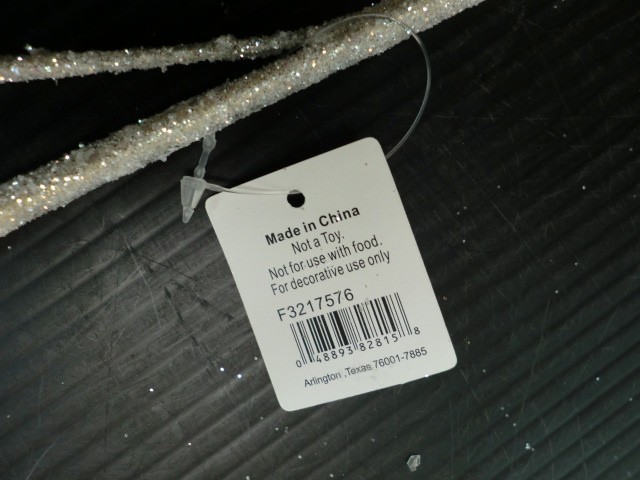 Made in China
Not a Toy.
Not for use with food.
For decorative use only
F3217576
0 48893 82815 8
Arlington ,Texas 76001-7885